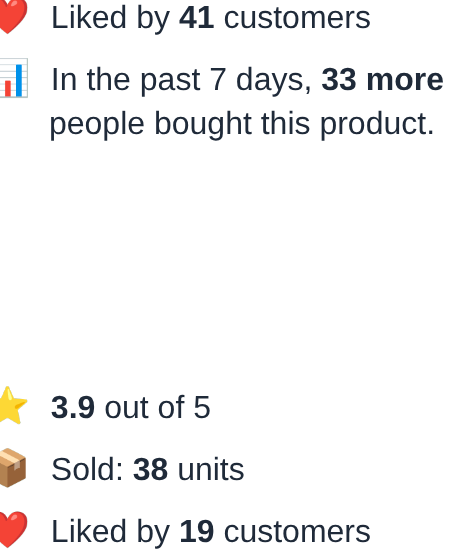 Liked by 41 customers
In the past 7 days, 33 more
people bought this product.
3.9 out of 5
Sold: 38 units
Liked by 19 customers